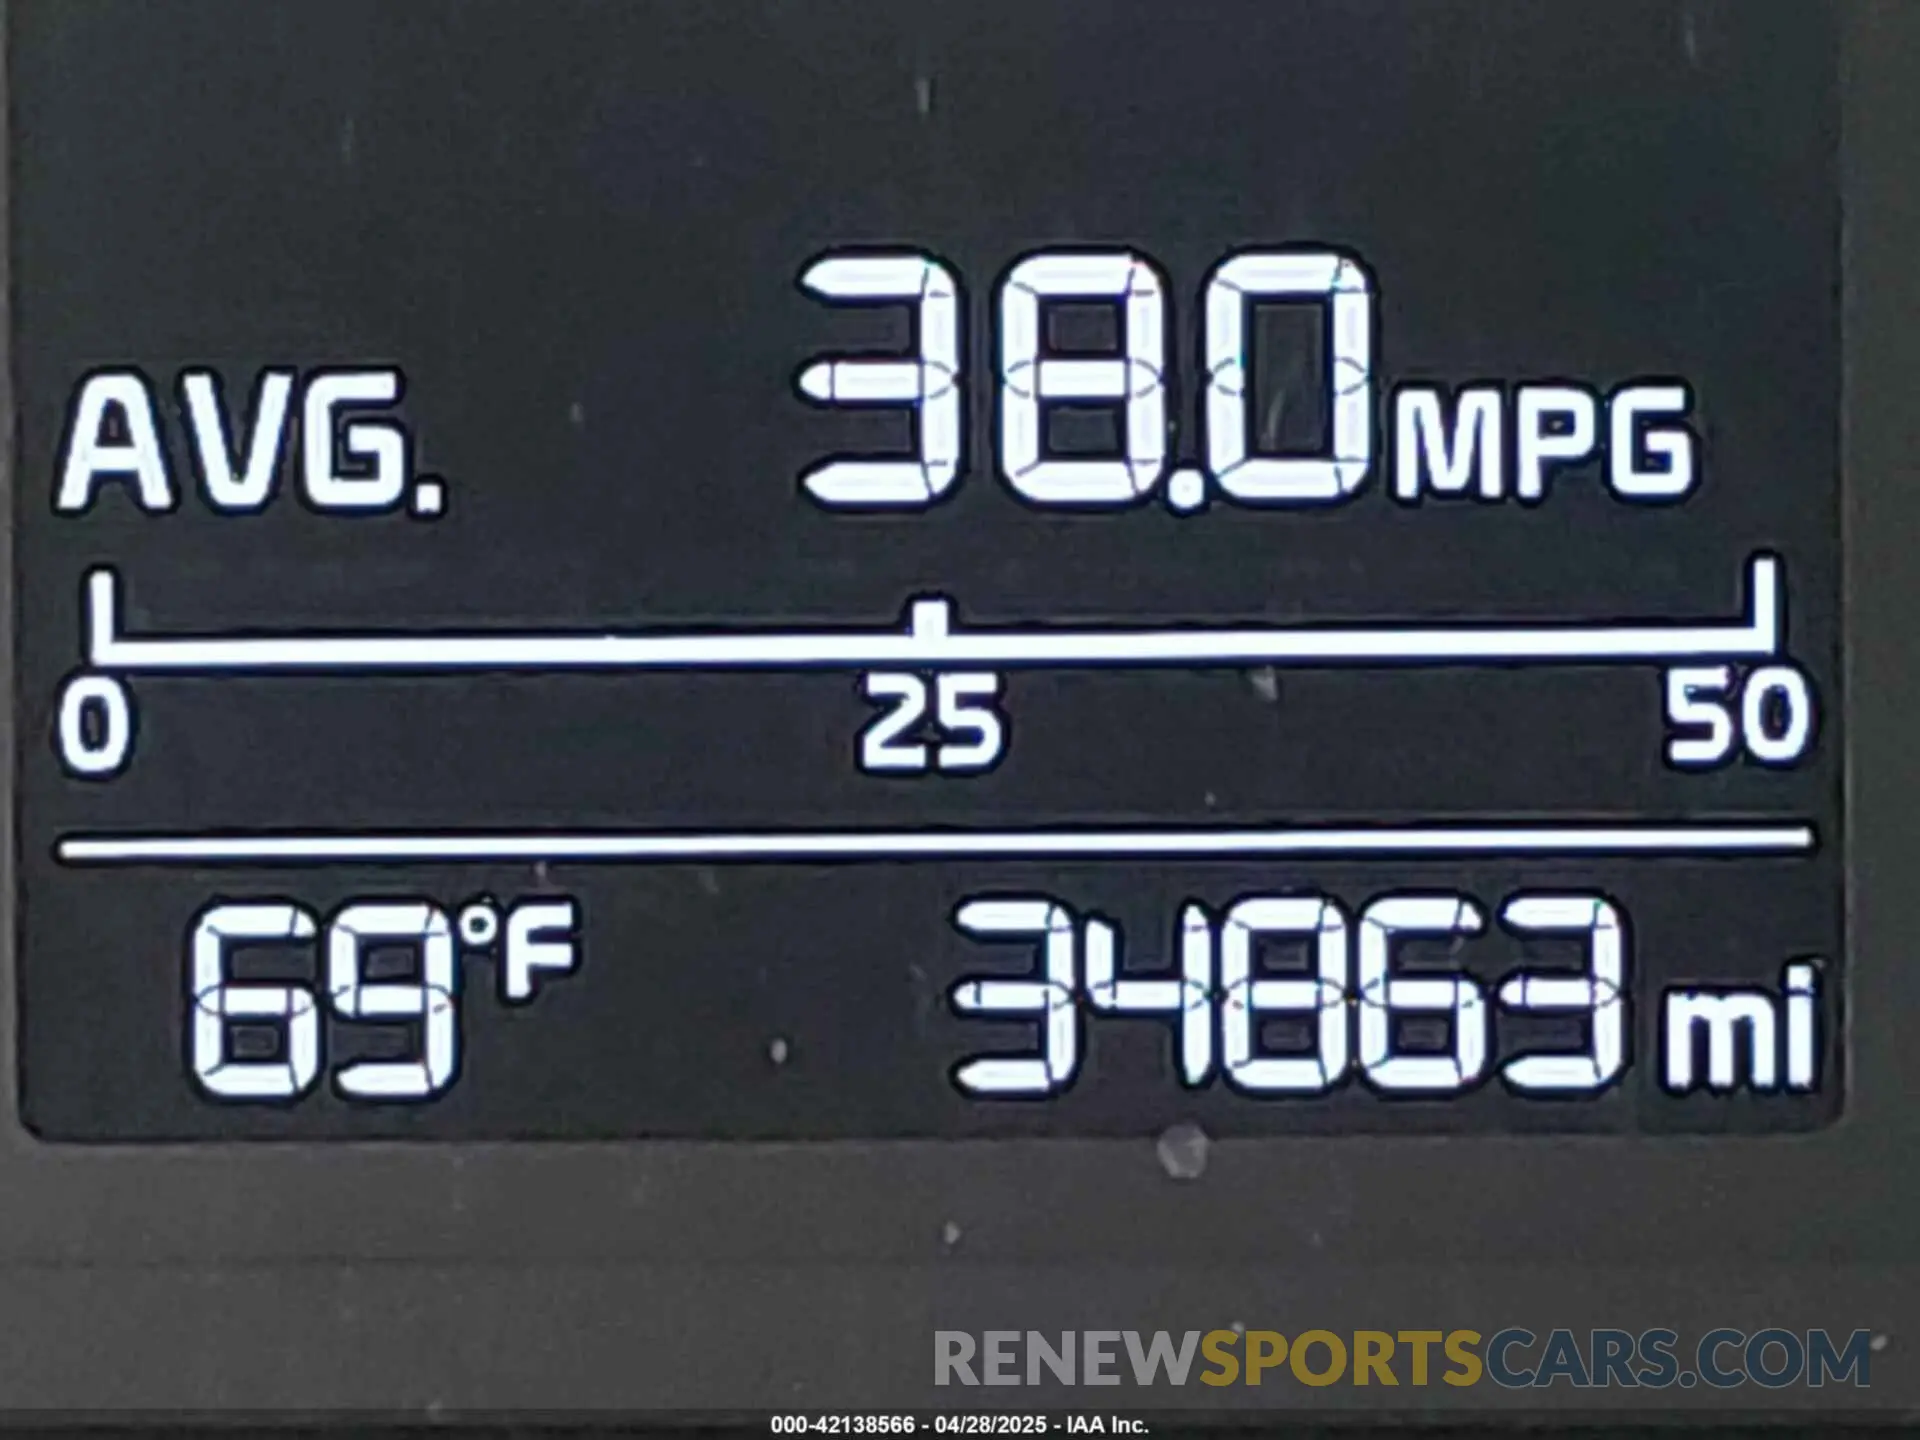 AVG. 38.0 MPG
0 25 50
69°F 34863 mi
RENEWSPORTSCARS.COM
000-42138566 - 04/28/2025 - IAA Inc.